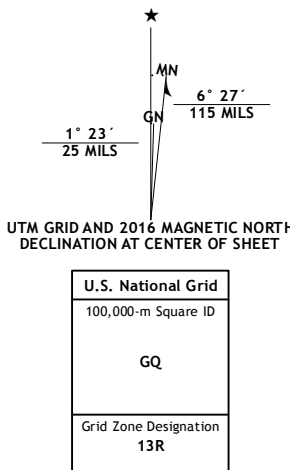 ★
MN
GN
6° 27´
115 MILS
1° 23´
25 MILS
UTM GRID AND 2016 MAGNETIC NORTH
DECLINATION AT CENTER OF SHEET
U.S. National Grid
100,000-m Square ID
GQ
Grid Zone Designation
13R